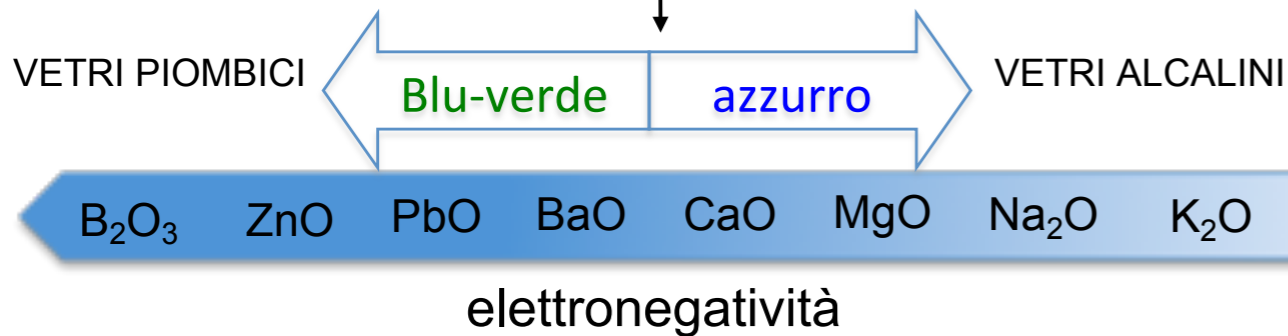 VETRI PIOMBICI
Blu-verde
azzurro
VETRI ALCALINI
B₂O₃ ZnO PbO BaO CaO MgO Na₂O K₂O
elettronegatività